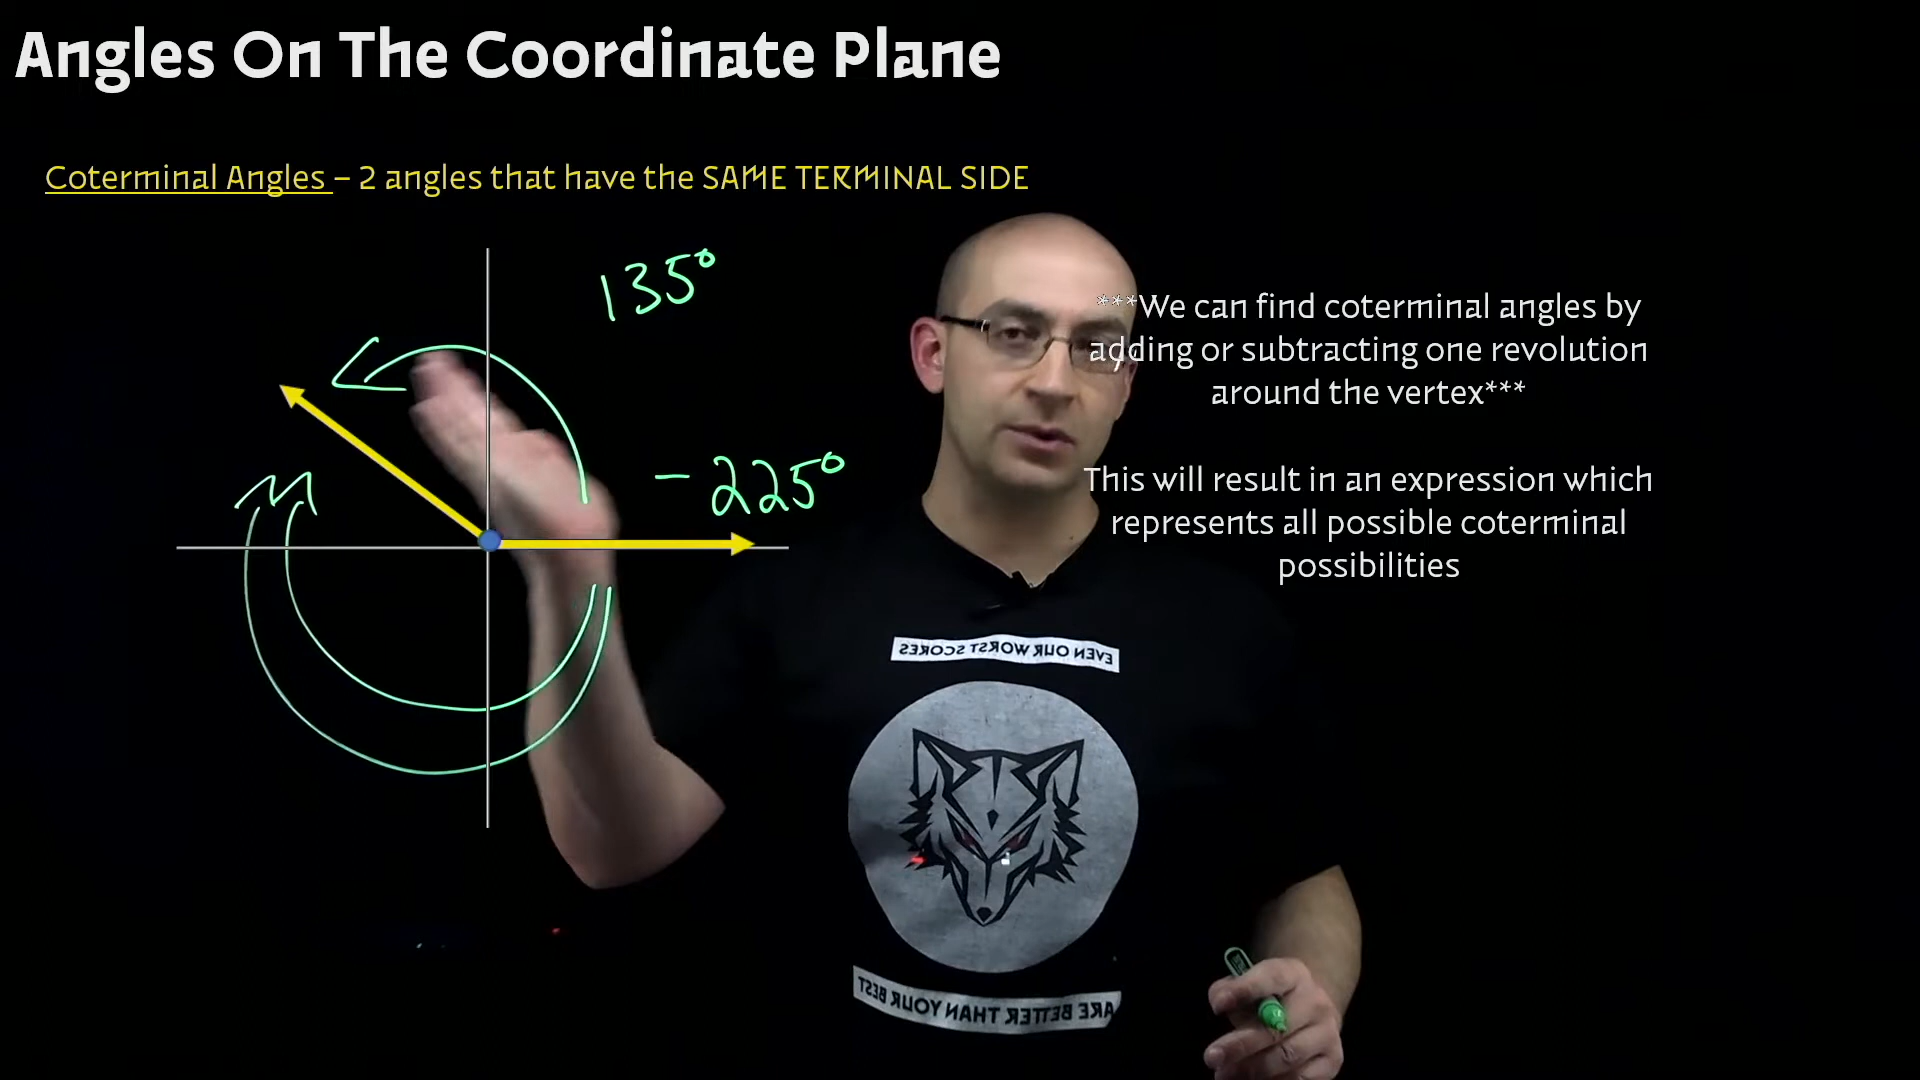 Angles On The Coordinate Plane
Coterminal Angles – 2 angles that have the SAME TERMINAL SIDE
135°
-225°
***We can find coterminal angles by
adding or subtracting one revolution
around the vertex***
This will result in an expression which
represents all possible coterminal
possibilities
EVEN OUR WORST SCORES
ARE BETTER THAN YOUR BEST